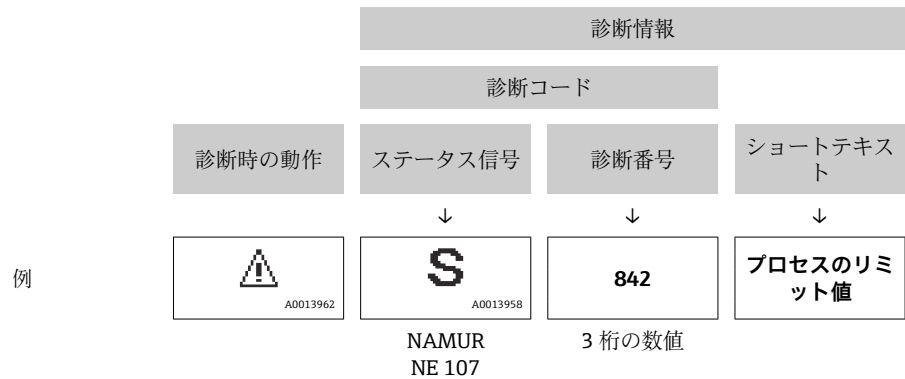 診断情報
診断コード
診断時の動作
ステータス信号
診断番号
ショートテキス
ト
↓
↓
↓
例
A0013962
S
A0013958
842
プロセスのリミ
ット値
NAMUR
NE 107
3 桁の数値